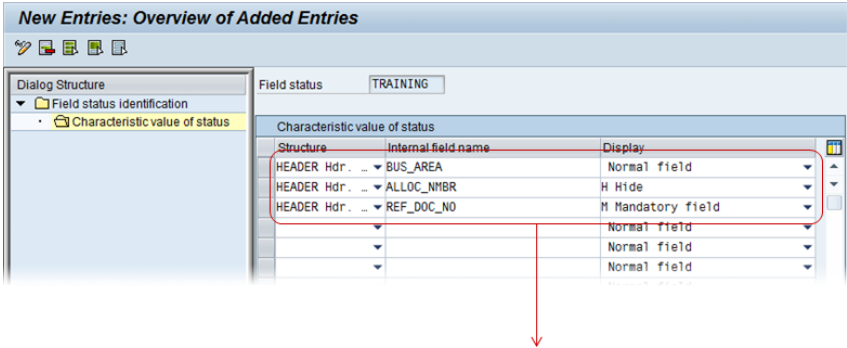 New Entries: Overview of Added Entries
Dialog Structure
Field status identification
Characteristic value of status
Field status TRAINING
Characteristic value of status
Structure Internal field name Display
HEADER Hdr. … BUS_AREA Normal field
HEADER Hdr. … ALLOC_NMBR H Hide
HEADER Hdr. … REF_DOC_NO M Mandatory field
Normal field
Normal field
Normal field
Normal field